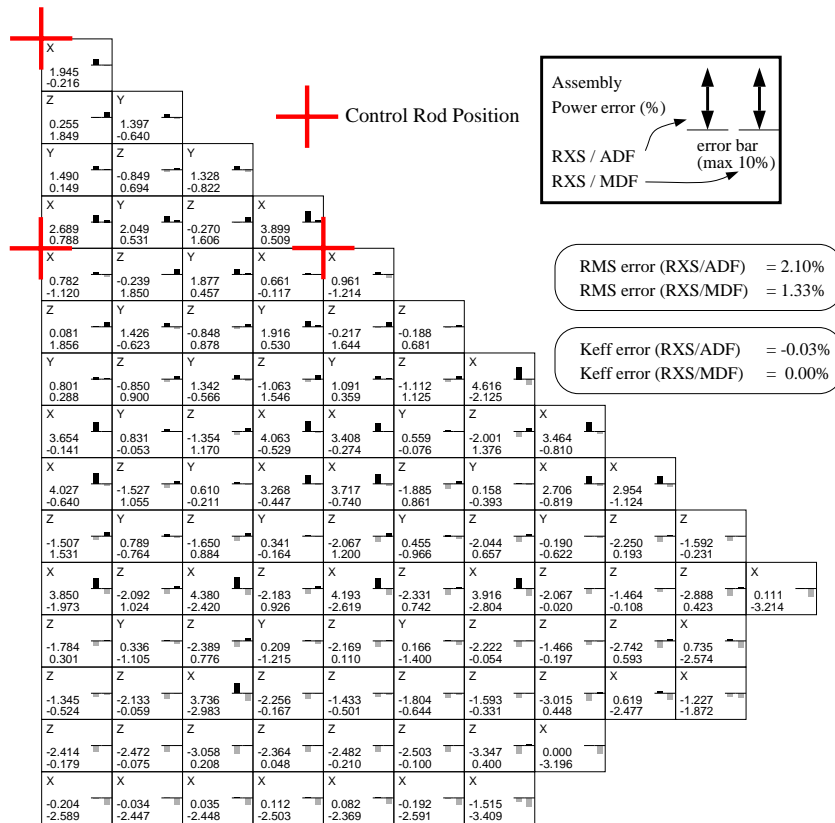 X
1.945
-0.216
Z Y
0.255 1.397
1.849 -0.640
Y Z Y
1.490 -0.849 1.328
0.149 0.694 -0.822
X Y Z X
2.689 2.049 -0.270 3.899
0.788 0.531 1.606 0.509
X Z Y X X
0.782 -0.239 1.877 0.661 0.961
-1.120 1.850 0.457 -0.117 -1.214
Z Y Z Y Z Z
0.081 1.426 -0.848 1.916 -0.217 -0.188
1.856 -0.623 0.878 0.530 1.644 0.681
Y Z Y Z Y Z X
0.801 -0.850 1.342 -1.063 1.091 -1.112 4.616
0.288 0.900 -0.566 1.546 0.359 1.125 -2.125
X Y Z X X Y Z X
3.654 0.831 -1.354 4.063 3.408 0.559 -2.001 3.464
-0.141 -0.053 1.170 -0.529 -0.274 -0.076 1.376 -0.810
X Z Y X X Z Y X X
4.027 -1.527 0.610 3.268 3.717 -1.885 0.158 2.706 2.954
-0.640 1.055 -0.211 -0.447 -0.740 0.861 -0.393 -0.819 -1.124
Z Y Z Y Z Y Z Y Z Z
-1.507 0.789 -1.650 0.341 -2.067 0.455 -2.044 -0.190 -2.250 -1.592
1.531 -0.764 0.884 -0.164 1.200 -0.966 0.657 -0.622 0.193 -0.231
X Z X Z X Z X Z Z Z X
3.850 -2.092 4.380 -2.183 4.193 -2.331 3.916 -2.067 -1.464 -2.888 0.111
-1.973 1.024 -2.420 0.926 -2.619 0.742 -2.804 -0.020 -0.108 0.423 -3.214
Z Y Z Y Z Y Z Z Z X
-1.784 0.336 -2.389 0.209 -2.169 0.166 -2.222 -1.466 -2.742 0.735
0.301 -1.105 0.776 -1.215 0.110 -1.400 -0.054 -0.197 0.593 -2.574
Z Z X Z Z Z Z Z X X
-1.345 -2.133 3.736 -2.256 -1.433 -1.804 -1.593 -3.015 0.619 -1.227
-0.524 -0.059 -2.983 -0.167 -0.501 -0.644 -0.331 0.448 -2.477 -1.872
Z Z Z Z Z Z Z X
-2.414 -2.472 -3.058 -2.364 -2.482 -2.503 -3.347 0.000
-0.179 -0.075 0.208 0.048 -0.210 -0.100 0.400 -3.196
X X X X X X X
-0.204 -0.034 0.035 0.112 0.082 -0.192 -1.515
-2.589 -2.447 -2.448 -2.503 -2.369 -2.591 -3.409
Control Rod Position
Assembly
Power error (%)
RXS / ADF
RXS / MDF
error bar
(max 10%)
RMS error (RXS/ADF) = 2.10%
RMS error (RXS/MDF) = 1.33%
Keff error (RXS/ADF) = -0.03%
Keff error (RXS/MDF) = 0.00%